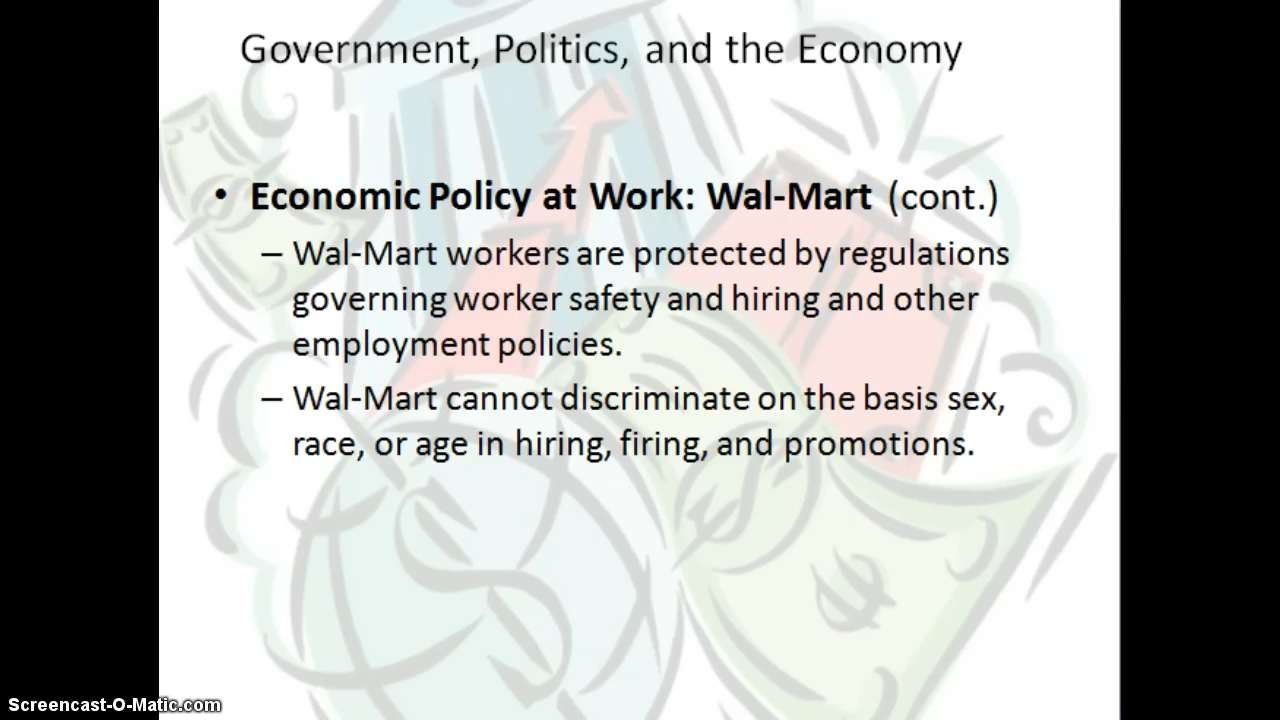 Government, Politics, and the Economy
• Economic Policy at Work: Wal-Mart (cont.)
– Wal-Mart workers are protected by regulations
governing worker safety and hiring and other
employment policies.
– Wal-Mart cannot discriminate on the basis sex,
race, or age in hiring, firing, and promotions.
Screencast-O-Matic.com